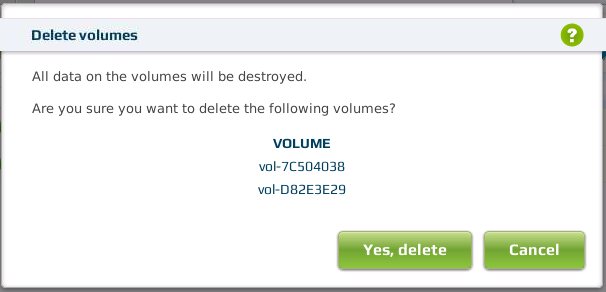 Delete volumes
?
All data on the volumes will be destroyed.
Are you sure you want to delete the following volumes?
VOLUME
vol-7C504038
vol-D82E3E29
Yes, delete
Cancel